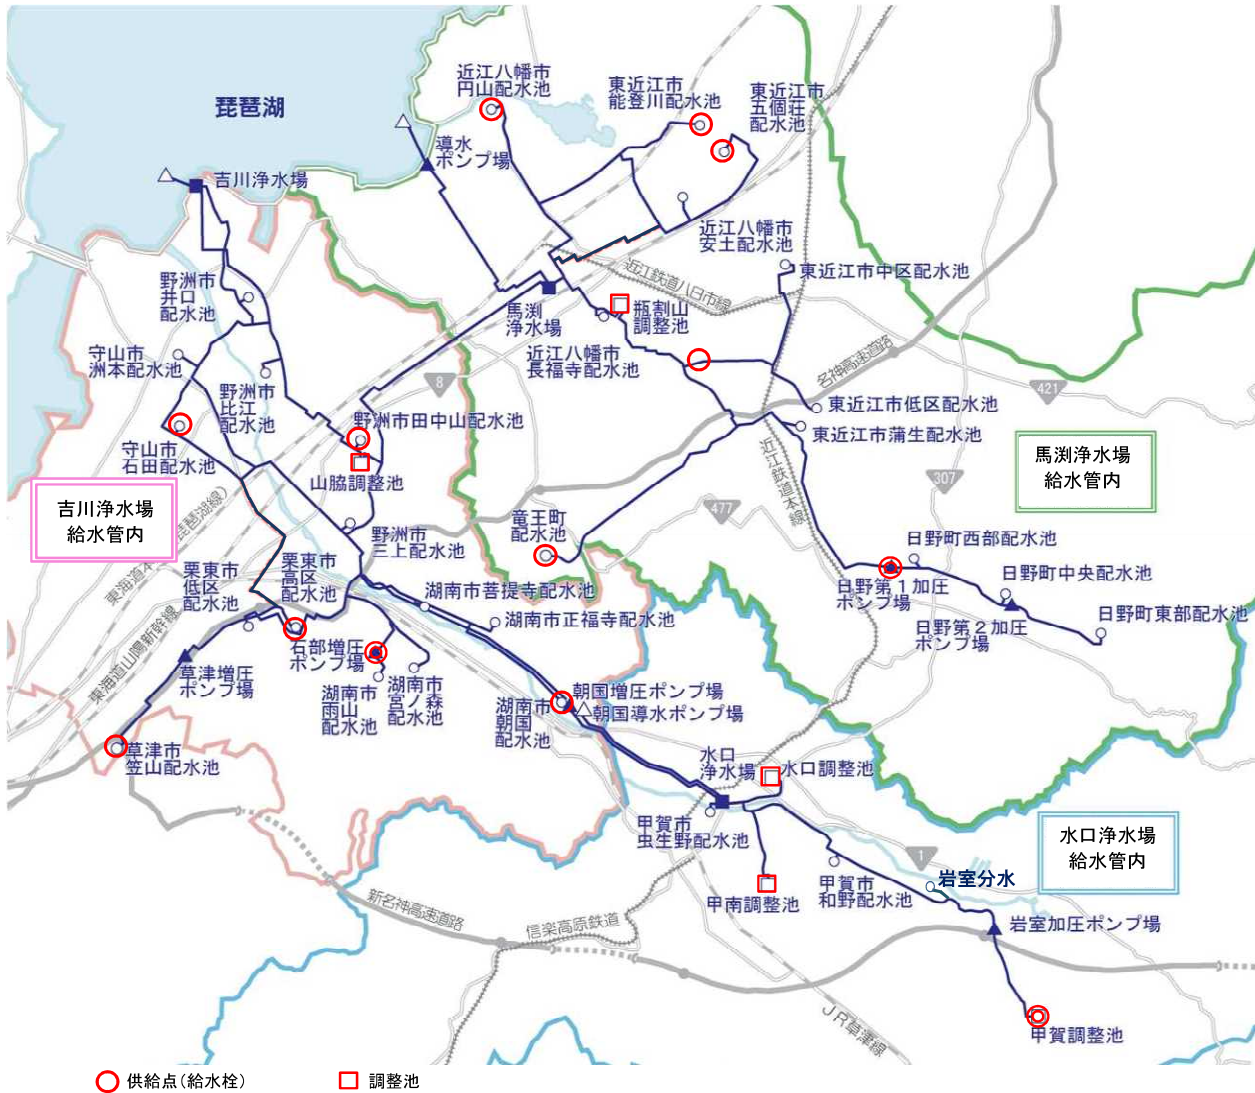 近江八幡市
円山配水池
東近江市
能登川配水池
東近江市
五個荘
配水池
琵琶湖
導水
ポンプ場
吉川浄水場
近江八幡市
安土配水池
東近江市中区配水池
近江鉄道八日市線
野洲市
井口
配水池
馬渕
浄水場
瓶割山
調整池
守山市
洲本配水池
近江八幡市
長福寺配水池
名神高速道路
8
421
野洲市
比江
配水池
東近江市低区配水池
野洲市田中山配水池
東近江市蒲生配水池
守山市
石田配水池
馬渕浄水場
給水管内
山脇調整池
近江鉄道本線
307
吉川浄水場
給水管内
琵琶湖線)
東海道本
477
竜王町
配水池
野洲市
三上配水池
日野町西部配水池
栗東市
低区
配水池
栗東市
高区
配水池
湖南市菩提寺配水池
日野第1加圧
ポンプ場
日野町中央配水池
湖南市正福寺配水池
日野町東部配水池
日野第2加圧
ポンプ場
東海道山陽新幹線
石部増圧
ポンプ場
草津増圧
ポンプ場
湖南市
雨山
配水池
湖南市
宮ノ森
配水池
湖南市
朝国
配水池
朝国増圧ポンプ場
朝国導水ポンプ場
草津市
笠山配水池
水口
浄水場
水口調整池
甲賀市
虫生野配水池
水口浄水場
給水管内
1
甲賀市
和野配水池
岩室分水
新名神高速道路
甲南調整池
信楽高原鉄道
岩室加圧ポンプ場
JR草津線
甲賀調整池
供給点(給水栓)
調整池